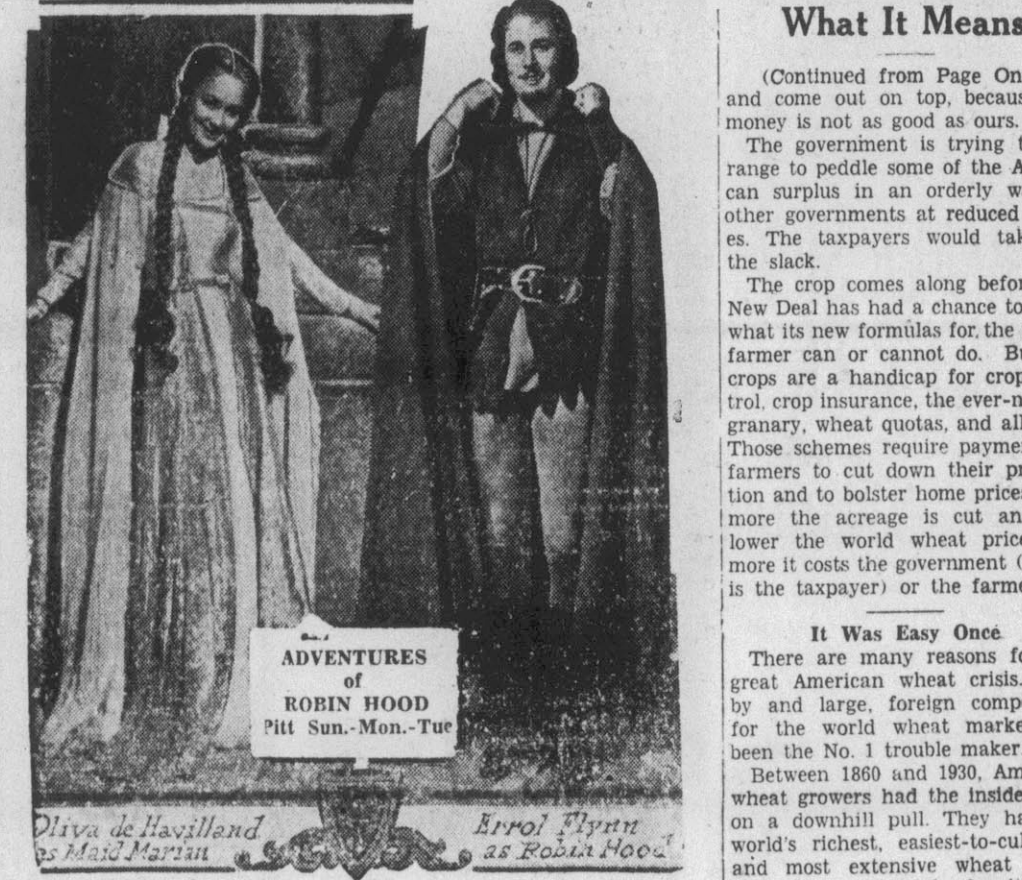 ADVENTURES
of
ROBIN HOOD
Pitt Sun.-Mon.-Tue
Oliva de Havilland
as Maid Marian
Errol Flynn
as Robin Hood
What It Means
(Continued from Page On
and come out on top, becaus
money is not as good as ours.
The government is trying t
range to peddle some of the A
can surplus in an orderly w
other governments at reduced
es. The taxpayers would tak
the slack.
The crop comes along befor
New Deal has had a chance to
what its new formulas for the
farmer can or cannot do. Bu
crops are a handicap for crop
trol, crop insurance, the ever-n
granary, wheat quotas, and all
Those schemes require payme
farmers to cut down their pr
tion and to bolster home price
more the acreage is cut an
lower the world wheat price
more it costs the government (
is the taxpayer) or the farme
It Was Easy Once
There are many reasons fo
great American wheat crisis.
by and large, foreign comp
for the world wheat marke
been the No. 1 trouble maker.
Between 1860 and 1930, Am
wheat growers had the inside
on a downhill pull. They ha
world's richest, easiest-to-cul
and most extensive wheat